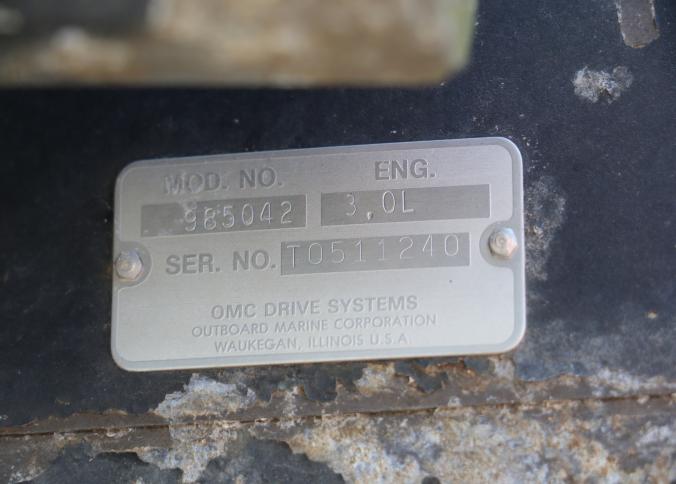 MOD. NO. ENG.
985042 3.0L
SER. NO. T0511240
OMC DRIVE SYSTEMS
OUTBOARD MARINE CORPORATION
WAUKEGAN, ILLINOIS U.S.A.